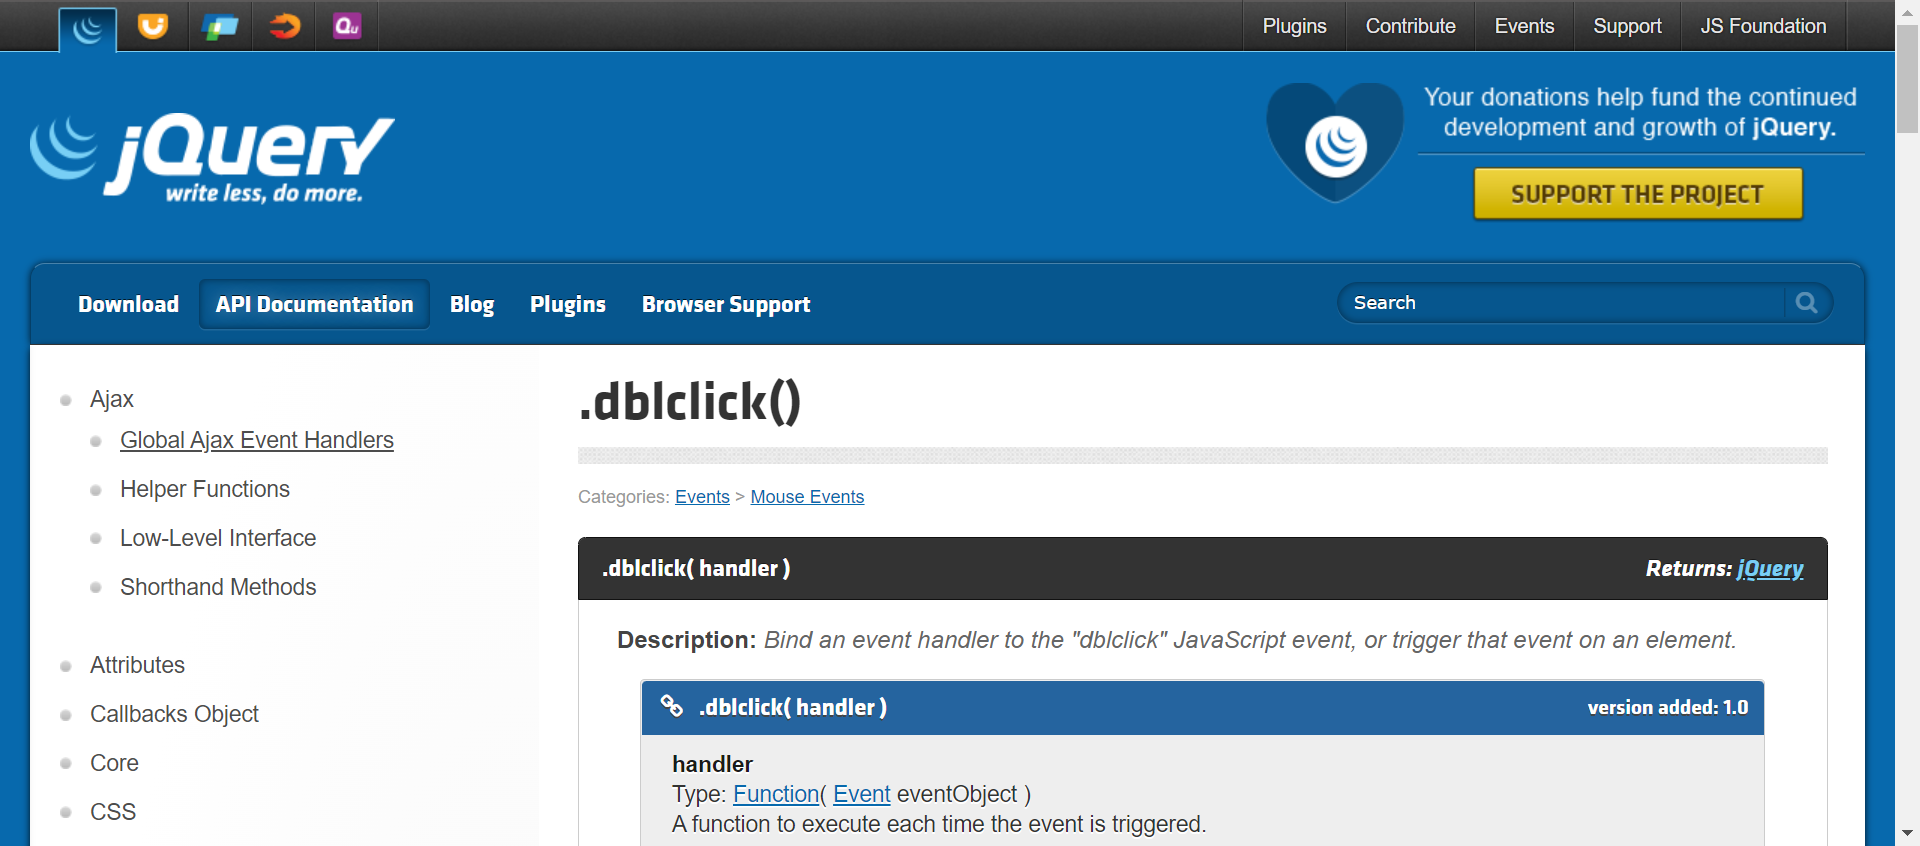 Qu
Plugins
Contribute
Events
Support
JS Foundation
jQuery
write less, do more.
Your donations help fund the continued
development and growth of jQuery.
SUPPORT THE PROJECT
Download
API Documentation
Blog
Plugins
Browser Support
Search
Ajax
Global Ajax Event Handlers
Helper Functions
Low-Level Interface
Shorthand Methods
Attributes
Callbacks Object
Core
CSS
.dblclick()
Categories: Events > Mouse Events
.dblclick( handler )
Returns: jQuery
Description: Bind an event handler to the "dblclick" JavaScript event, or trigger that event on an element.
.dblclick( handler )
version added: 1.0
handler
Type: Function( Event eventObject )
A function to execute each time the event is triggered.